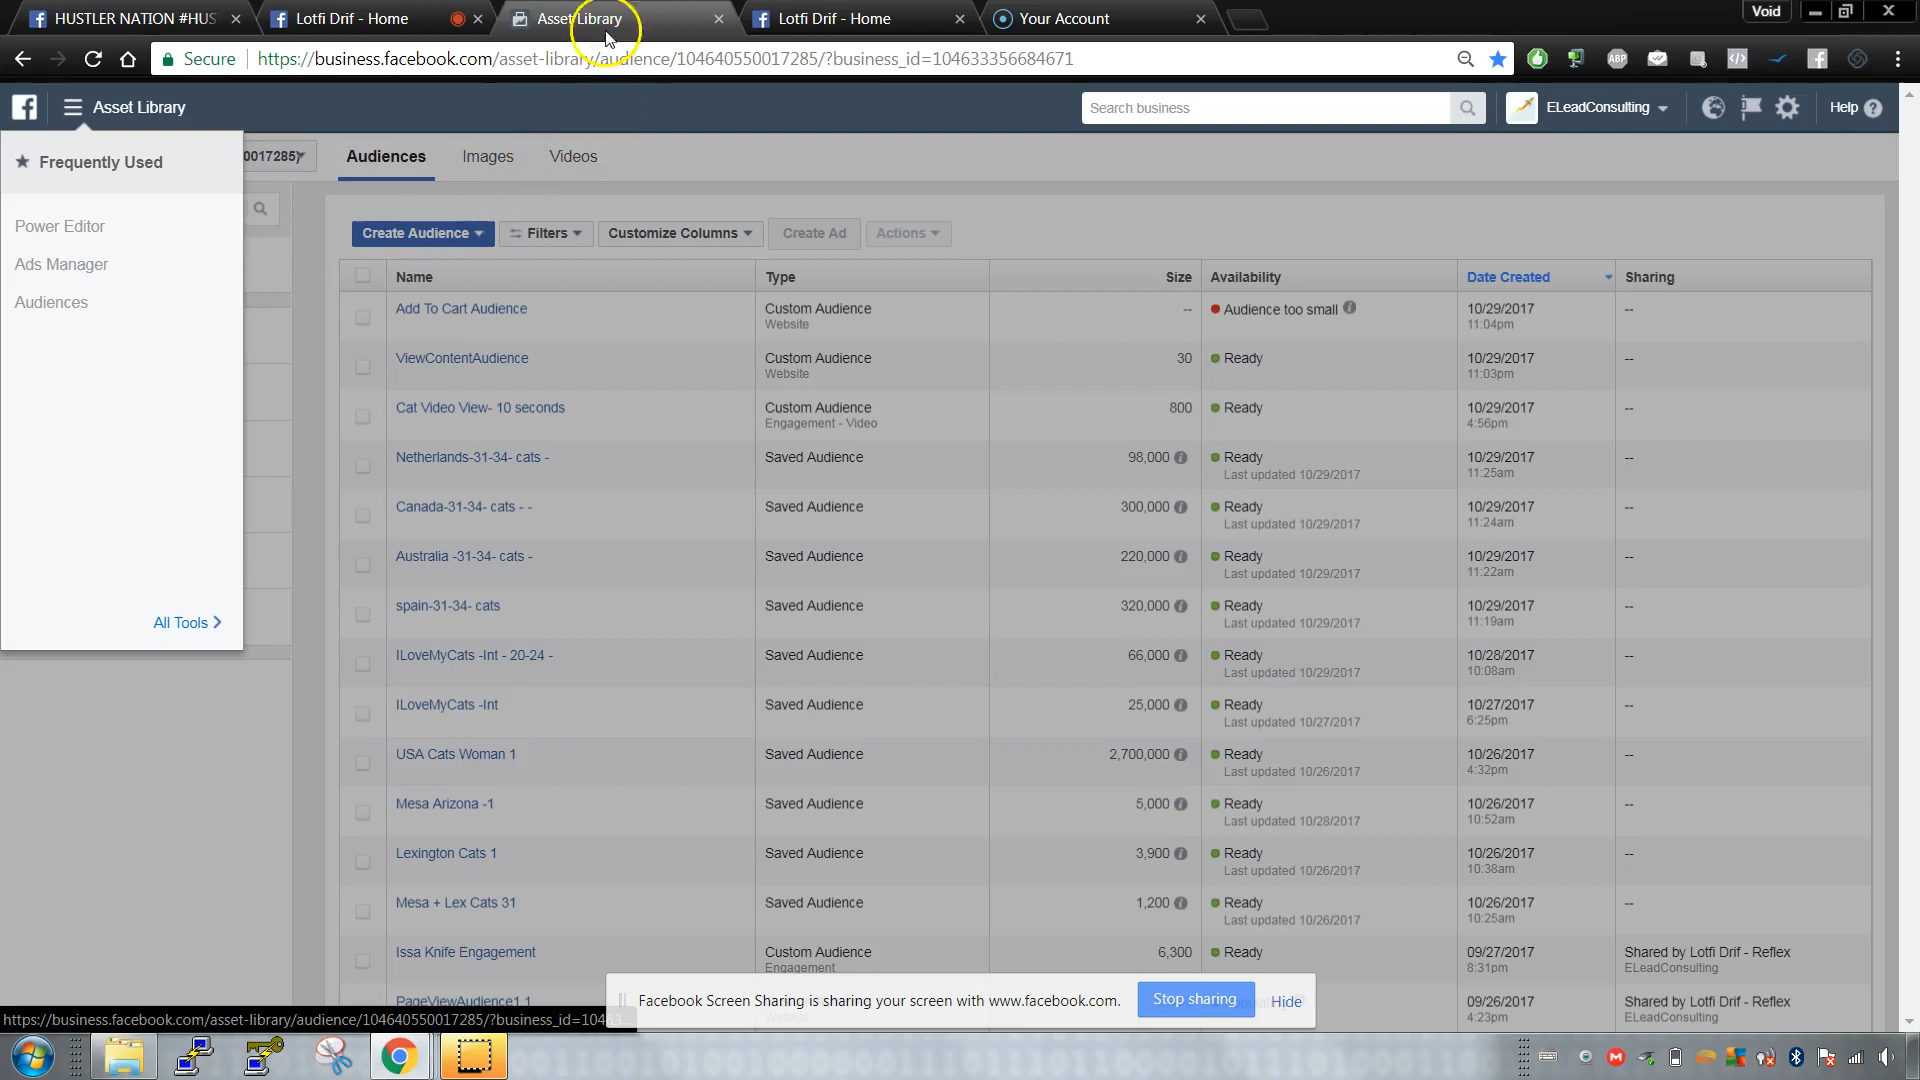 HUSTLER NATION #HUS
Lotfi Drif - Home
Asset Library
Lotfi Drif - Home
Your Account
Void
Secure
https://business.facebook.com/asset-library/audience/104640550017285/?business_id=104633356684671
ABP
Asset Library
Search business
ELeadConsulting
Help
Frequently Used
Power Editor
Ads Manager
Audiences
All Tools
0017285)
Audiences
Images
Videos
Create Audience
Filters
Customize Columns
Create Ad
Actions
Name Type Size Availability Date Created Sharing
Add To Cart Audience Custom Audience -- Audience too small 10/29/2017 --
Website 11:04pm
ViewContentAudience Custom Audience 30 Ready 10/29/2017 --
Website 11:03pm
Cat Video View- 10 seconds Custom Audience 800 Ready 10/29/2017 --
Engagement - Video 4:56pm
Netherlands-31-34- cats - Saved Audience 98,000 Ready 10/29/2017 --
Last updated 10/29/2017 11:25am
Canada-31-34- cats - - Saved Audience 300,000 Ready 10/29/2017 --
Last updated 10/29/2017 11:24am
Australia -31-34- cats - Saved Audience 220,000 Ready 10/29/2017 --
Last updated 10/29/2017 11:22am
spain-31-34- cats Saved Audience 320,000 Ready 10/29/2017 --
Last updated 10/29/2017 11:19am
ILoveMyCats -Int - 20-24 - Saved Audience 66,000 Ready 10/28/2017 --
Last updated 10/29/2017 10:08am
ILoveMyCats -Int Saved Audience 25,000 Ready 10/27/2017 --
Last updated 10/27/2017 6:25pm
USA Cats Woman 1 Saved Audience 2,700,000 Ready 10/26/2017 --
Last updated 10/26/2017 4:32pm
Mesa Arizona -1 Saved Audience 5,000 Ready 10/26/2017 --
Last updated 10/28/2017 10:52am
Lexington Cats 1 Saved Audience 3,900 Ready 10/26/2017 --
Last updated 10/26/2017 10:38am
Mesa + Lex Cats 31 Saved Audience 1,200 Ready 10/26/2017 --
Last updated 10/26/2017 10:25am
Issa Knife Engagement Custom Audience 6,300 Ready 09/27/2017 Shared by Lotfi Drif - Reflex
Engagement 8:31pm ELeadConsulting
PageViewAudience1.1 09/26/2017 Shared by Lotfi Drif - Reflex
4:23pm ELeadConsulting
Facebook Screen Sharing is sharing your screen with www.facebook.com.
Stop sharing
Hide
https://business.facebook.com/asset-library/audience/104640550017285/?business_id=10463